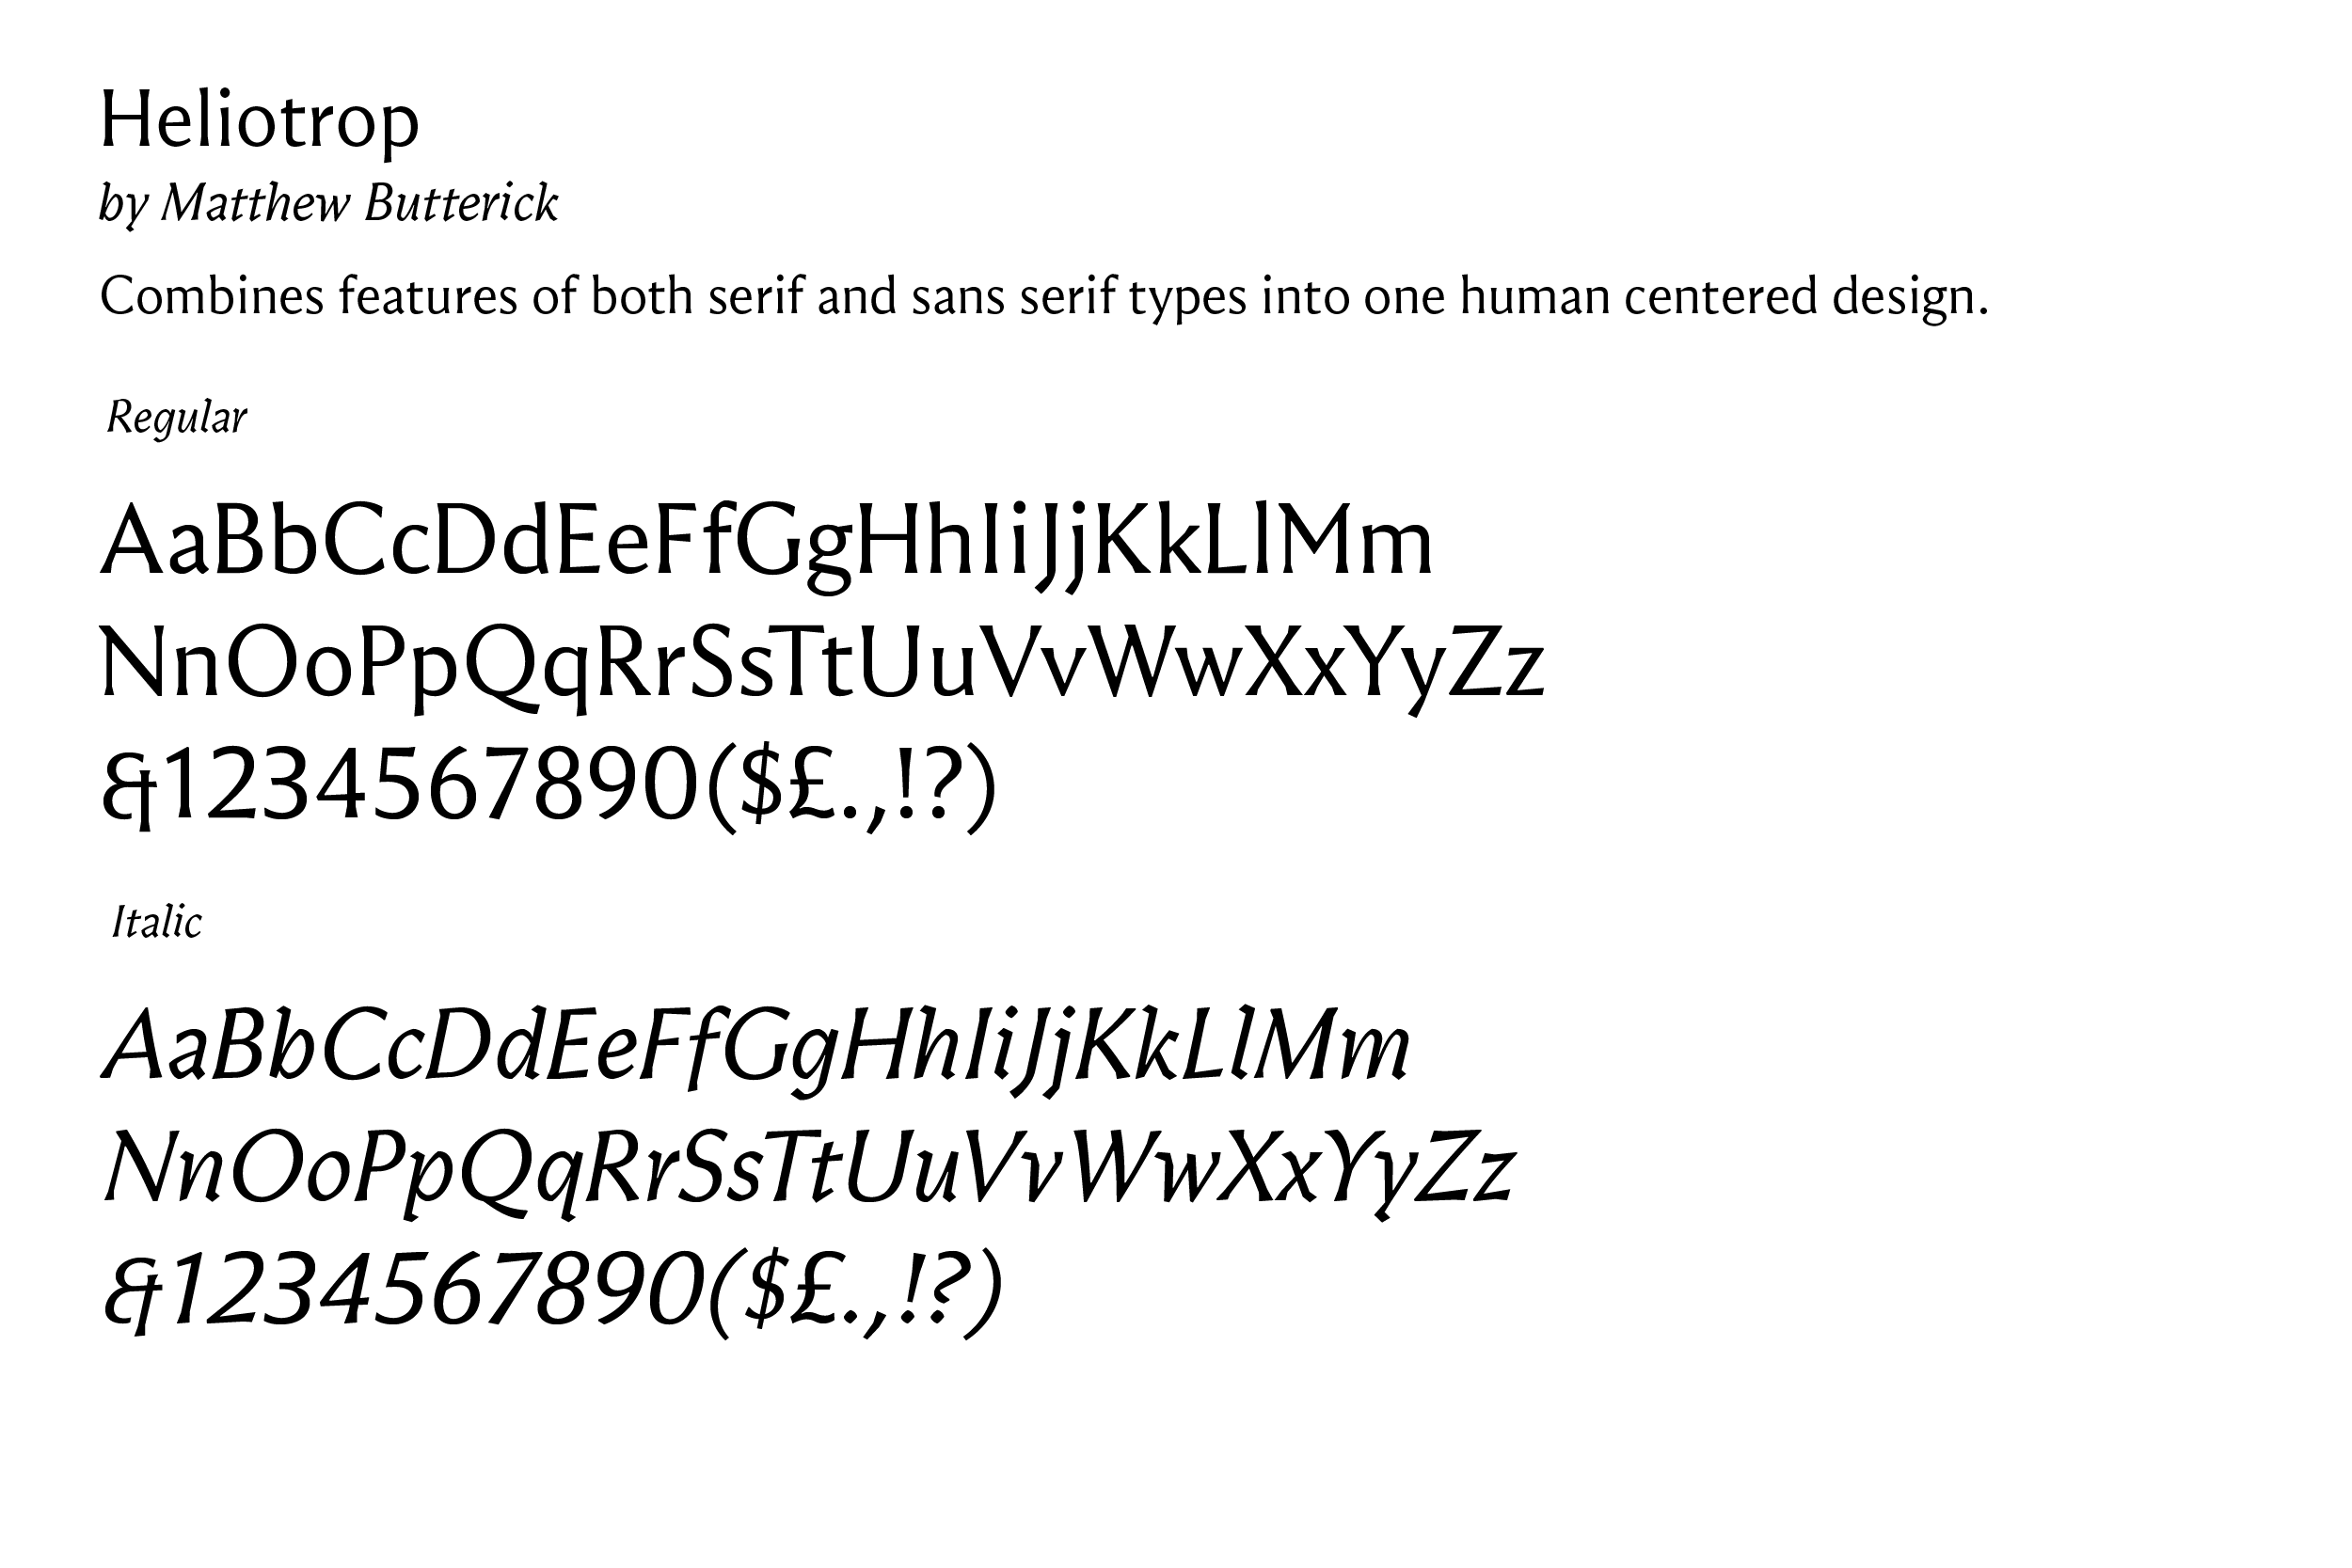 Heliotrop
by Matthew Butterick
Combines features of both serif and sans serif types into one human centered design.
Regular
AaBbCcDdEeFfGgHhIiJjKkLlMm
NnOoPpQqRrSsTtUuVvWwXxYyZz
&1234567890($£.,!?)
Italic
AaBbCcDdEeFfGgHhIiJjKkLlMm
NnOoPpQqRrSsTtUuVvWwXxYyZz
&1234567890($£.,!?)